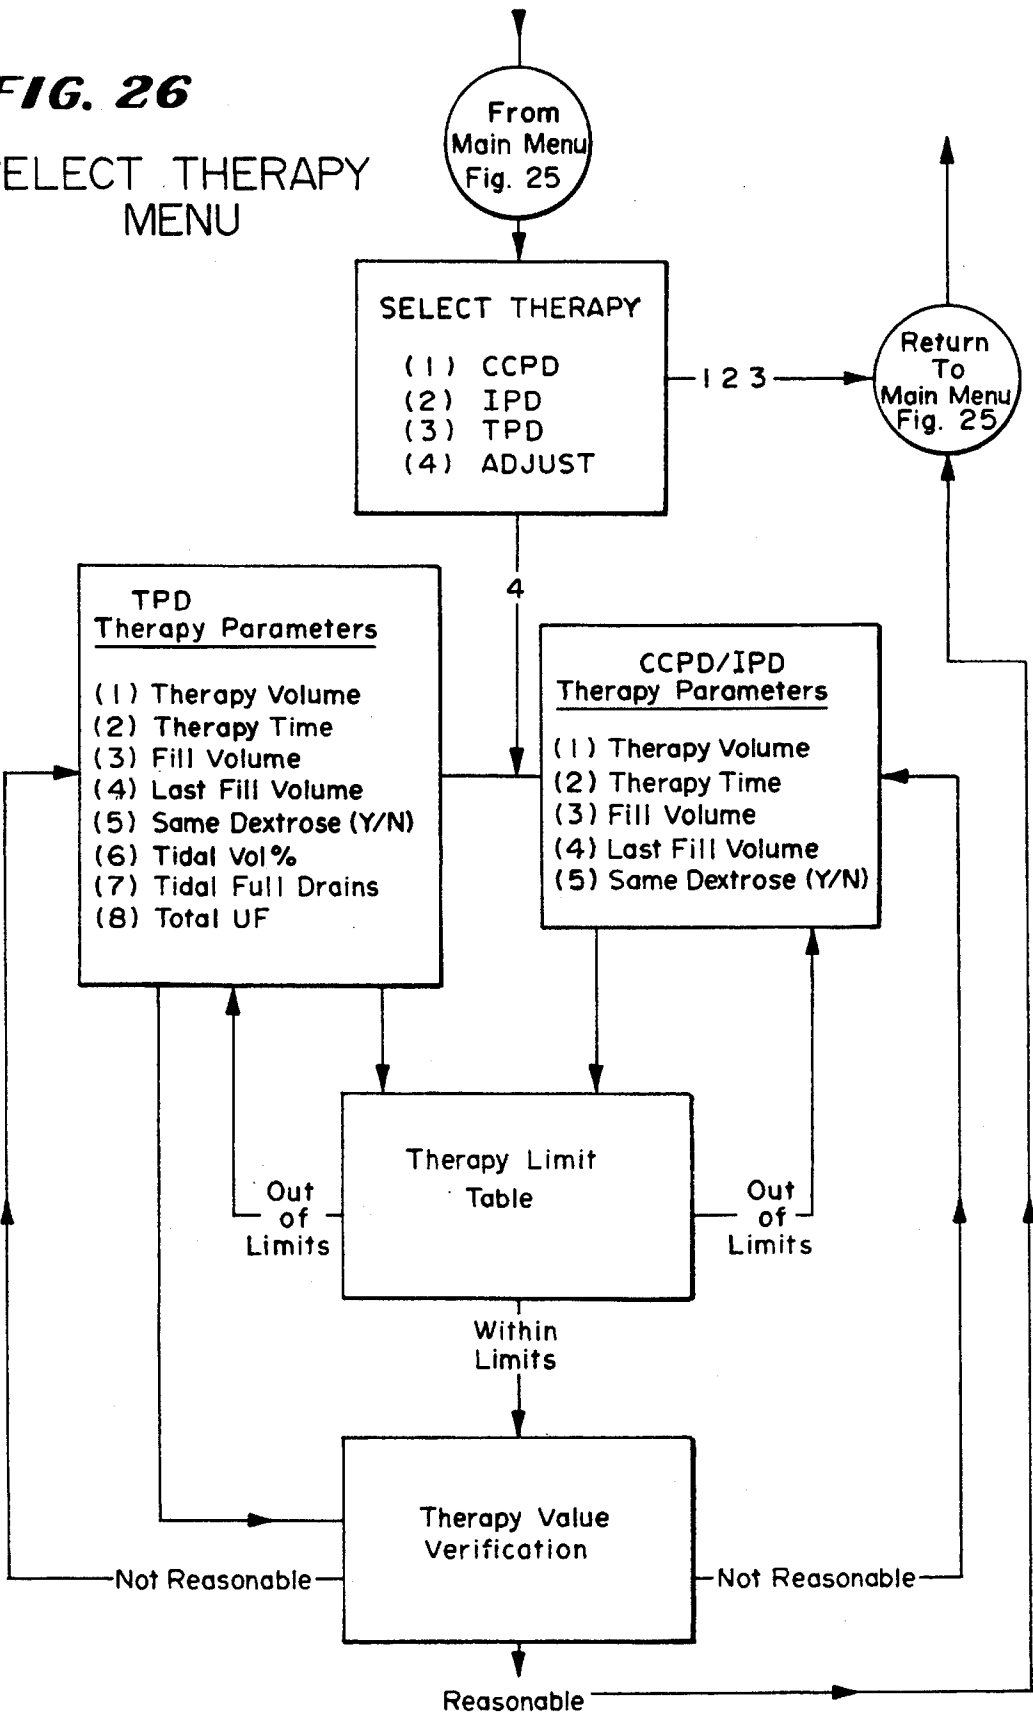 FIG. 26
ELECT THERAPY
MENU
From
Main Menu
Fig. 25
SELECT THERAPY
(1) CCPD
(2) IPD
(3) TPD
(4) ADJUST
1 2 3
Return
To
Main Menu
Fig. 25
4
TPD
Therapy Parameters
(1) Therapy Volume
(2) Therapy Time
(3) Fill Volume
(4) Last Fill Volume
(5) Same Dextrose (Y/N)
(6) Tidal Vol%
(7) Tidal Full Drains
(8) Total UF
CCPD/IPD
Therapy Parameters
(1) Therapy Volume
(2) Therapy Time
(3) Fill Volume
(4) Last Fill Volume
(5) Same Dextrose (Y/N)
Therapy Limit
Table
Out
of
Limits
Out
of
Limits
Within
Limits
Therapy Value
Verification
Not Reasonable
Not Reasonable
Reasonable